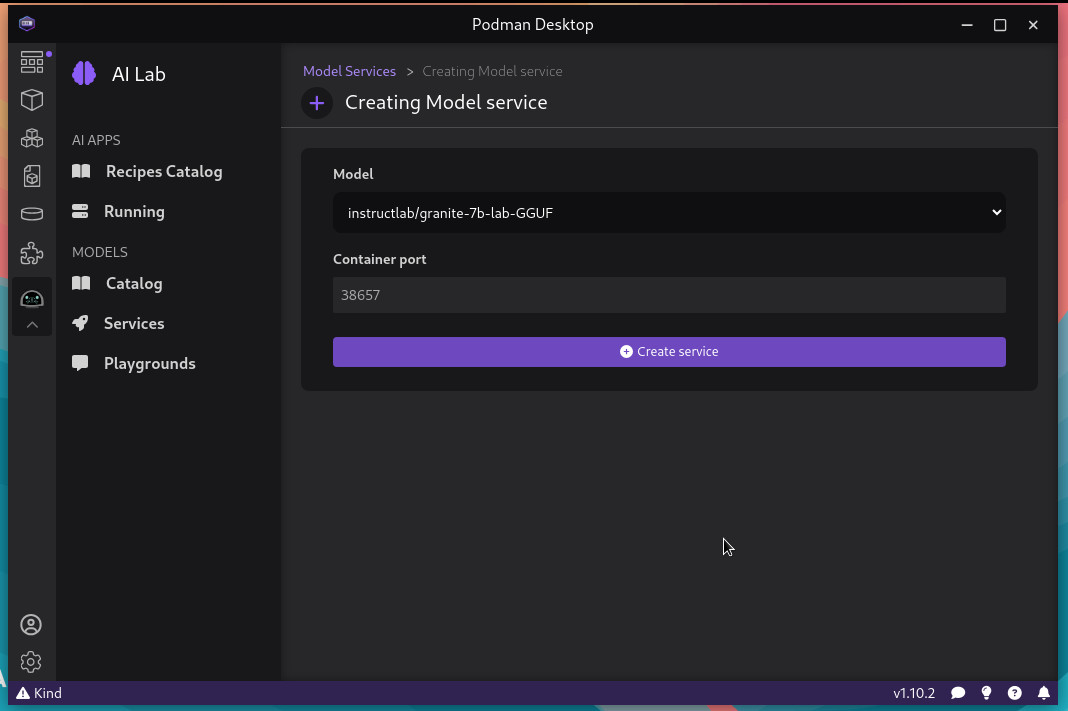 Podman Desktop
AI Lab
AI APPS
Recipes Catalog
Running
MODELS
Catalog
Services
Playgrounds
Model Services > Creating Model service
Creating Model service
Model
instructlab/granite-7b-lab-GGUF
Container port
38657
Create service
Kind
v1.10.2